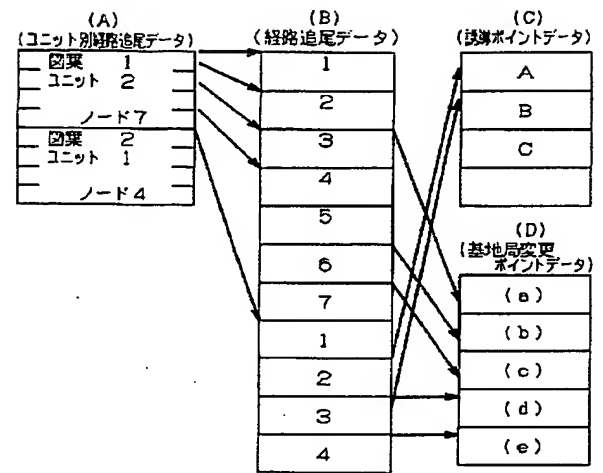 (A)
(ユニット別経路追尾データ)
図葉 1
ユニット 2
ノード7
図葉 2
ユニット 1
ノード4
(B)
(経路追尾データ)
1
2
3
4
5
6
7
1
2
3
4
(C)
(誘導ポイントデータ)
A
B
C
(D)
(基地局変更
ポイントデータ)
(a)
(b)
(c)
(d)
(e)